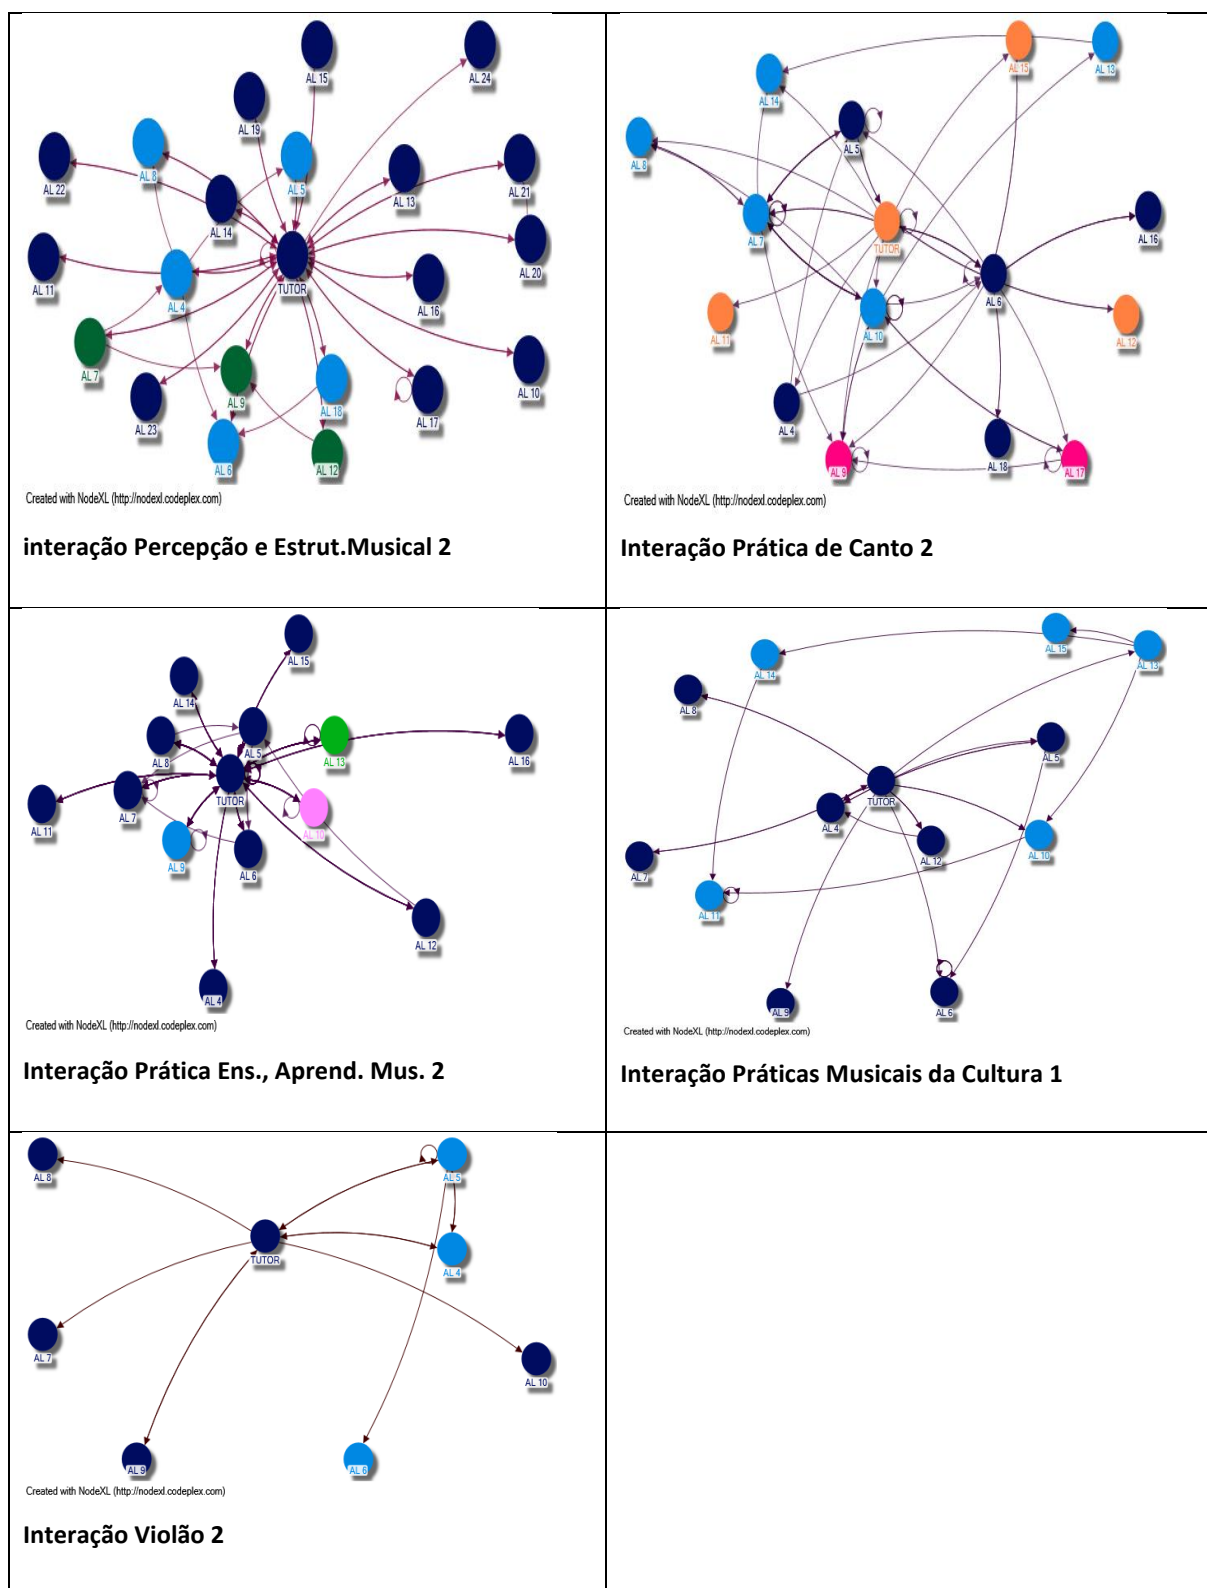 AL 15
AL 24
AL 19
AL 22
AL 8
AL 5
AL 13
AL 21
AL 14
AL 20
AL 11
AL 4
TUTOR
AL 16
AL 7
AL 9
AL 10
AL 23
AL 18
AL 17
AL 6
AL 12
Created with NodeXL (http://nodexl.codeplex.com)
interação Percepção e Estrut.Musical 2
AL 15
AL 13
AL 14
AL 5
AL 8
AL 7
TUTOR
AL 16
AL 6
AL 11
AL 10
AL 12
AL 4
AL 18
AL 9
AL 17
Created with NodeXL (http://nodexl.codeplex.com)
Interação Prática de Canto 2
AL 15
AL 14
AL 8
AL 5
AL 13
AL 16
AL 11
AL 7
TUTOR
AL 10
AL 9
AL 6
AL 12
AL 4
Created with NodeXL (http://nodexl.codeplex.com)
Interação Prática Ens., Aprend. Mus. 2
AL 15
AL 13
AL 14
AL 8
AL 5
TUTOR
AL 4
AL 12
AL 10
AL 7
AL 11
AL 9
AL 6
Created with NodeXL (http://nodexl.codeplex.com)
Interação Práticas Musicais da Cultura 1
AL 8
AL 5
TUTOR
AL 4
AL 7
AL 10
AL 9
AL 6
Created with NodeXL (http://nodexl.codeplex.com)
Interação Violão 2